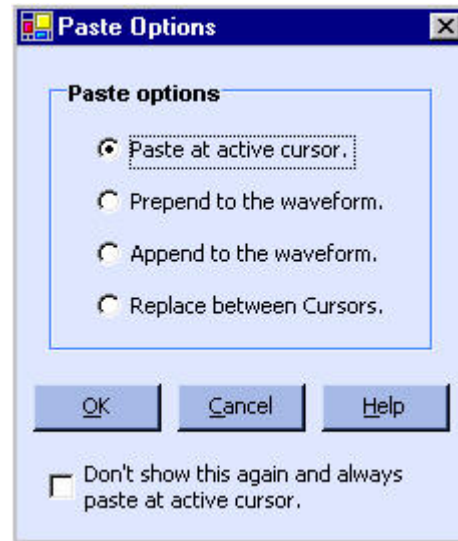 Paste Options
Paste options
Paste at active cursor.
Prepend to the waveform.
Append to the waveform.
Replace between Cursors.
OK Cancel Help
Don't show this again and always
paste at active cursor.